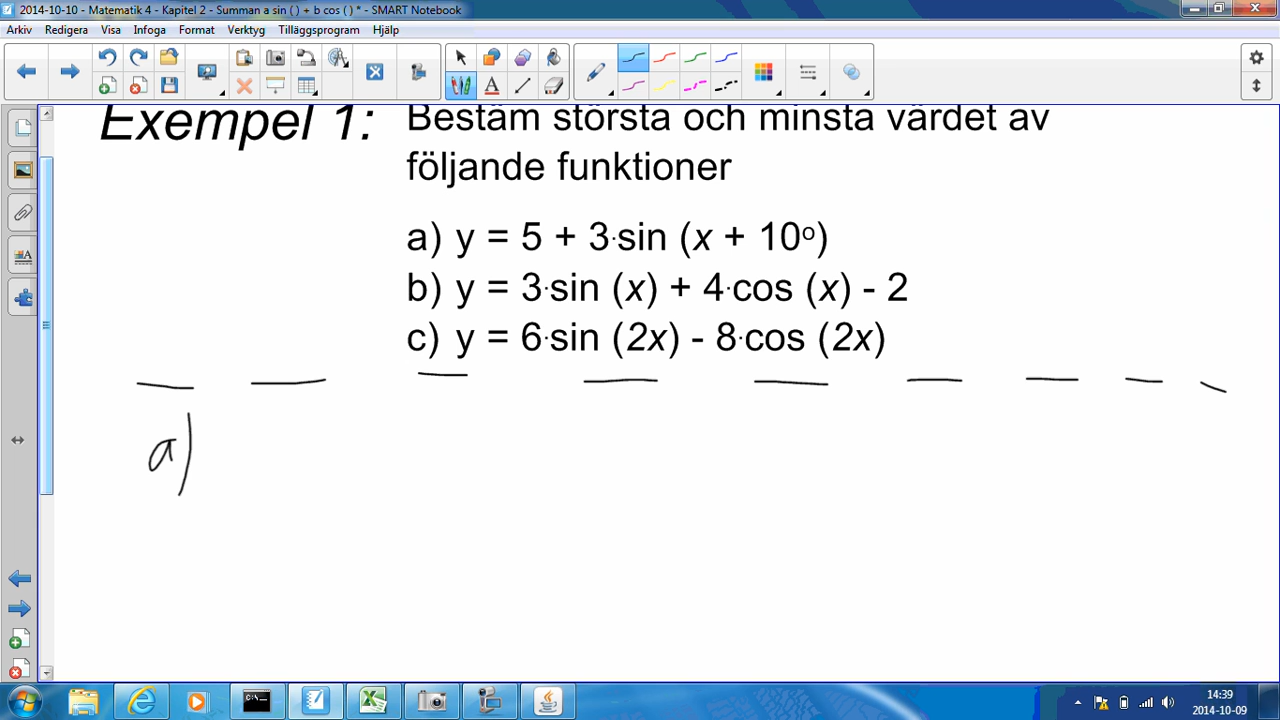 2014-10-10 - Matematik 4 - Kapitel 2 - Summan a sin ( ) + b cos ( ) * - SMART Notebook
Arkiv Redigera Visa Infoga Format Verktyg Tilläggsprogram Hjälp
Exempel 1: Bestäm största och minsta värdet av
följande funktioner
a) y = 5 + 3·sin (x + 10º)
b) y = 3·sin (x) + 4·cos (x) - 2
c) y = 6·sin (2x) - 8·cos (2x)
a)
14:39
2014-10-09